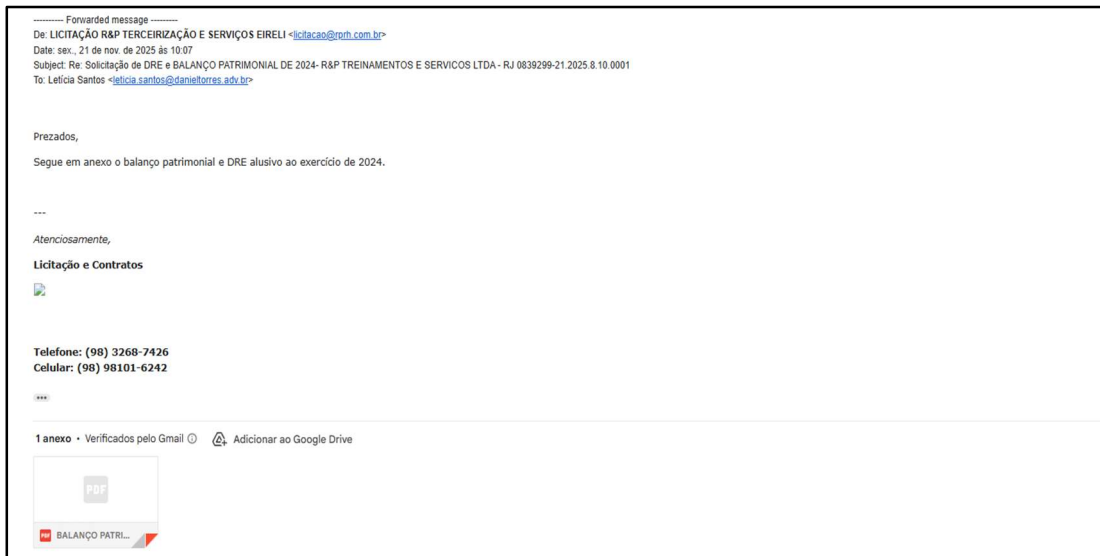 ---------- Forwarded message ---------
De: LICITAÇÃO R&P TERCEIRIZAÇÃO E SERVIÇOS EIRELI <licitacao@rprh.com.br>
Date: sex., 21 de nov. de 2025 às 10:07
Subject: Re: Solicitação de DRE e BALANÇO PATRIMONIAL DE 2024- R&P TREINAMENTOS E SERVICOS LTDA - RJ 0839299-21.2025.8.10.0001
To: Letícia Santos <leticia.santos@danieltorres.adv.br>
Prezados,
Segue em anexo o balanço patrimonial e DRE alusivo ao exercício de 2024.
---
Atenciosamente,
Licitação e Contratos
Telefone: (98) 3268-7426
Celular: (98) 98101-6242
•••
1 anexo • Verificados pelo Gmail Adicionar ao Google Drive
PDF
PDF BALANÇO PATRI...